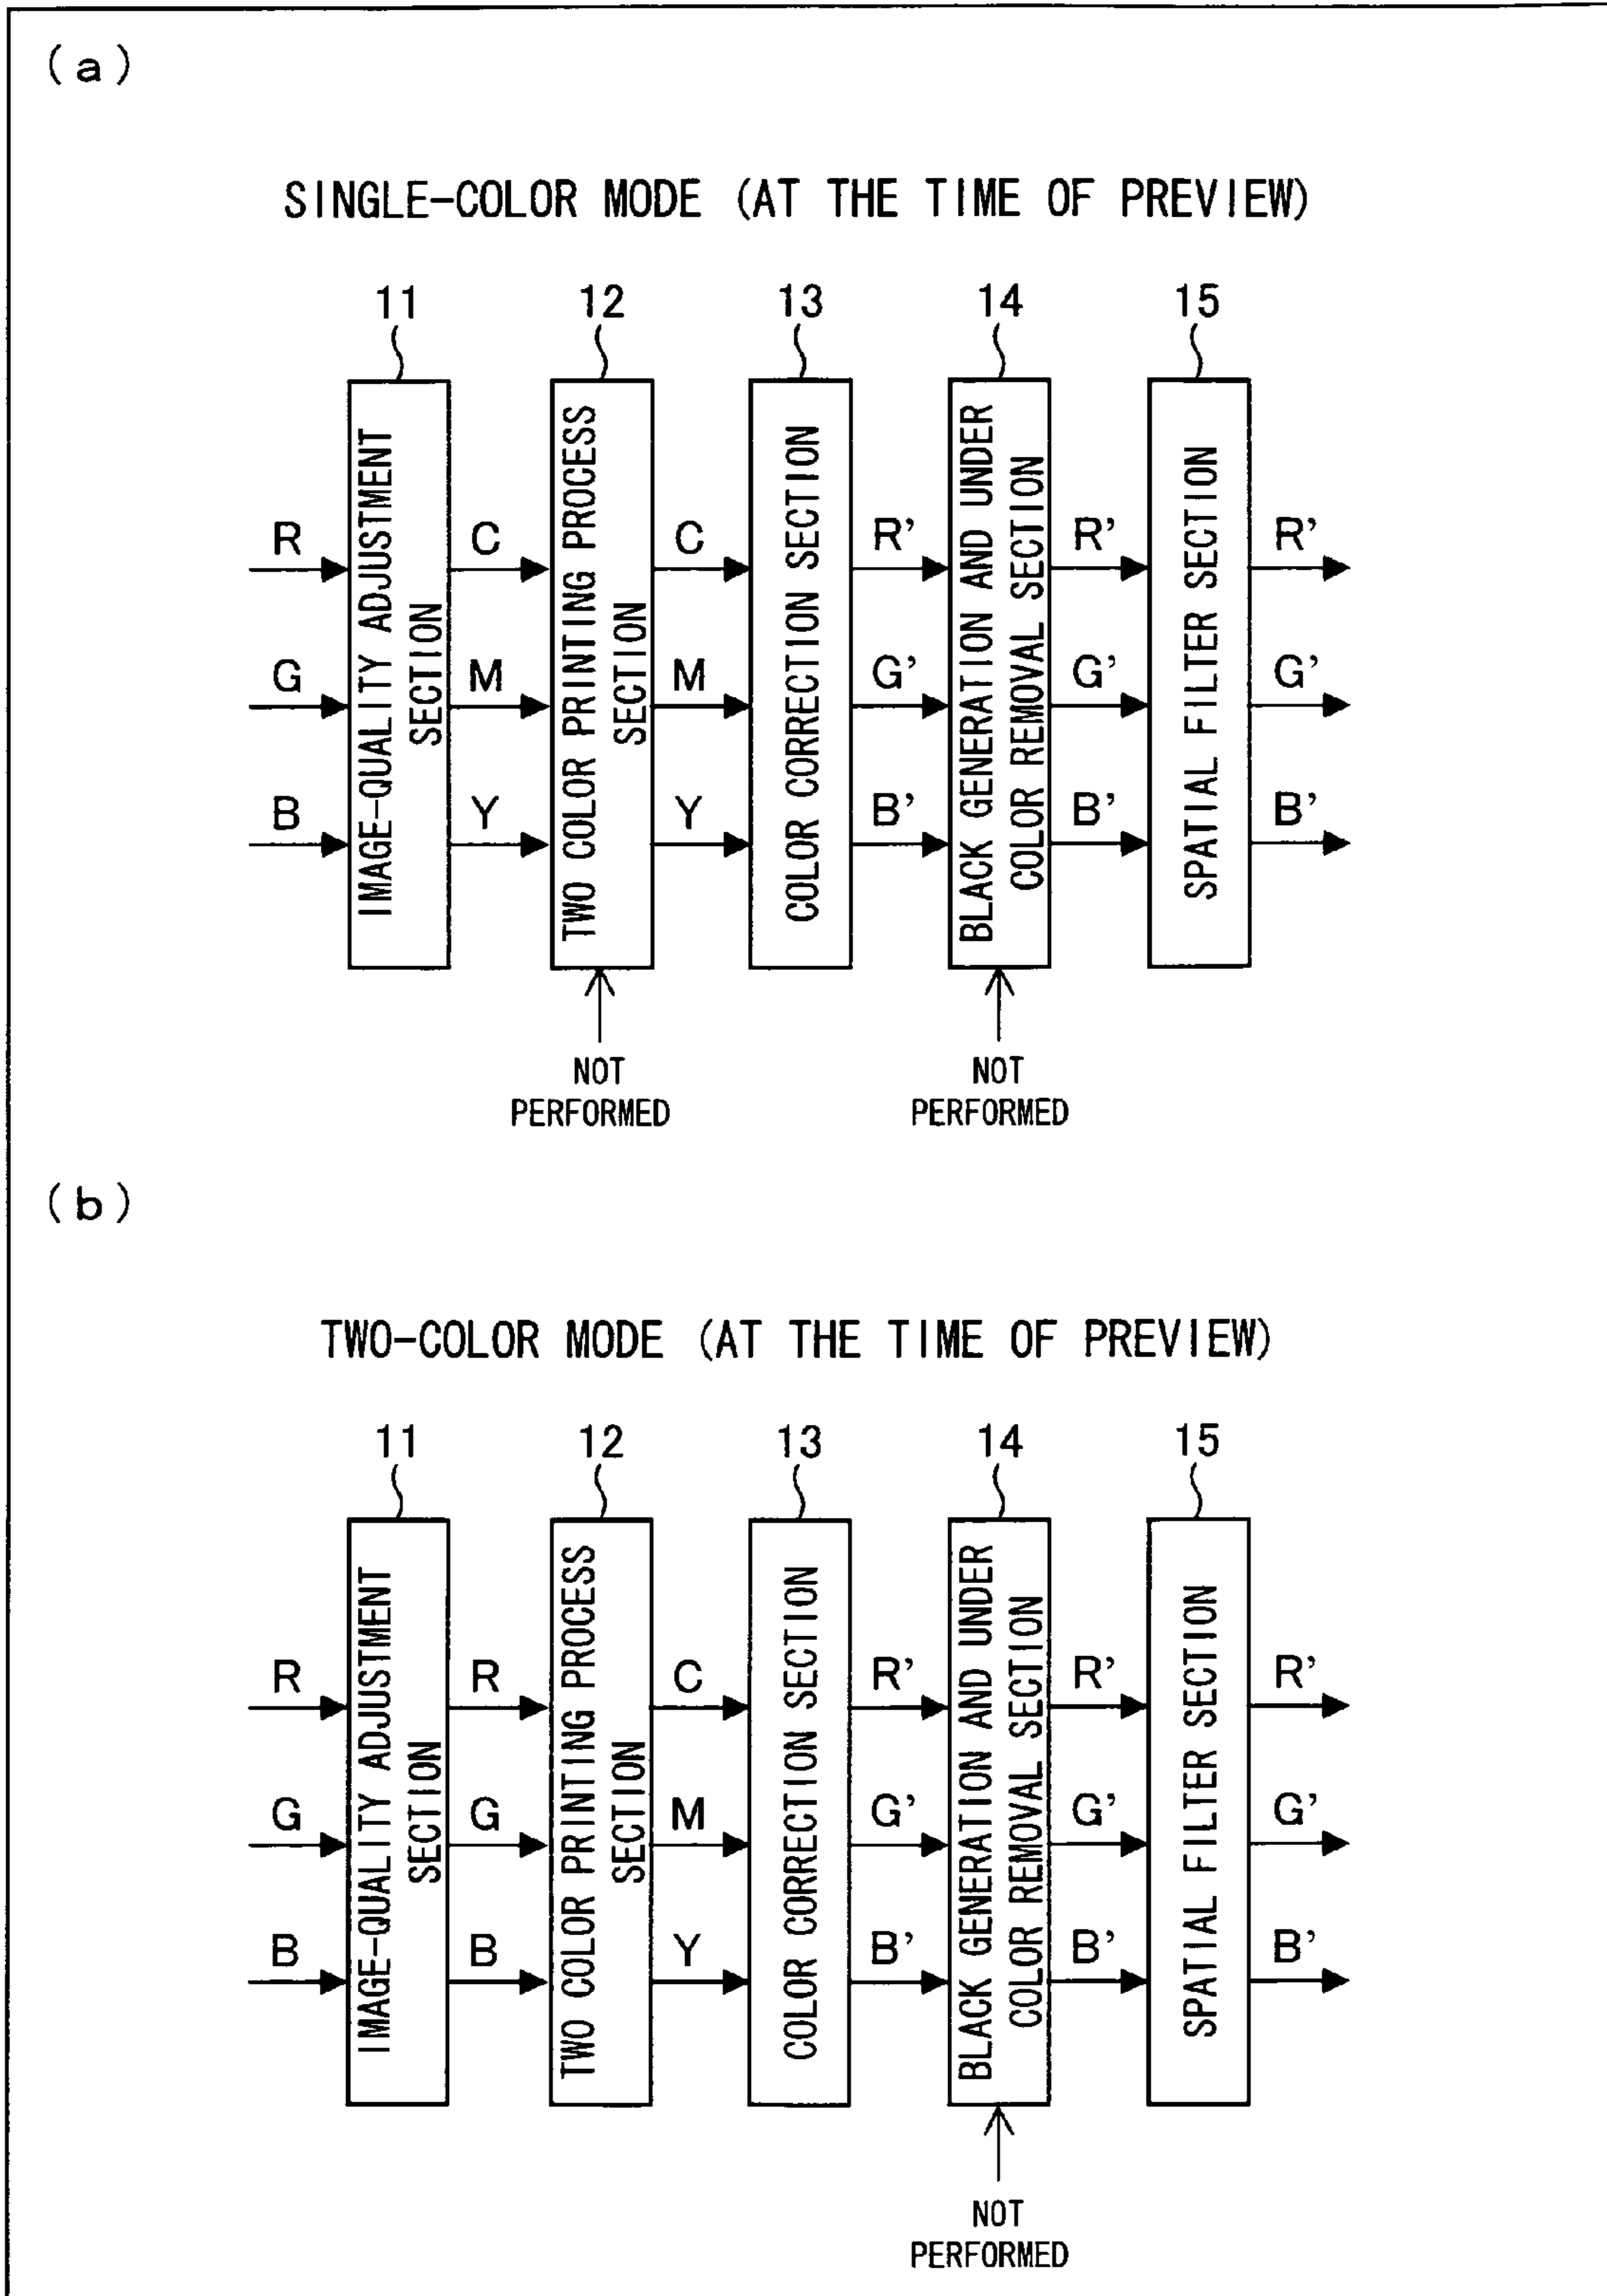 (a)
SINGLE-COLOR MODE (AT THE TIME OF PREVIEW)
11 12 13 14 15
IMAGE-QUALITY ADJUSTMENT
SECTION
TWO COLOR PRINTING PROCESS
SECTION
COLOR CORRECTION SECTION
BLACK GENERATION AND UNDER
COLOR REMOVAL SECTION
SPATIAL FILTER SECTION
R C C R' R' R'
G M M G' G' G'
B Y Y B' B' B'
NOT
PERFORMED
NOT
PERFORMED
(b)
TWO-COLOR MODE (AT THE TIME OF PREVIEW)
11 12 13 14 15
IMAGE-QUALITY ADJUSTMENT
SECTION
TWO COLOR PRINTING PROCESS
SECTION
COLOR CORRECTION SECTION
BLACK GENERATION AND UNDER
COLOR REMOVAL SECTION
SPATIAL FILTER SECTION
R R C R' R' R'
G G M G' G' G'
B B Y B' B' B'
NOT
PERFORMED